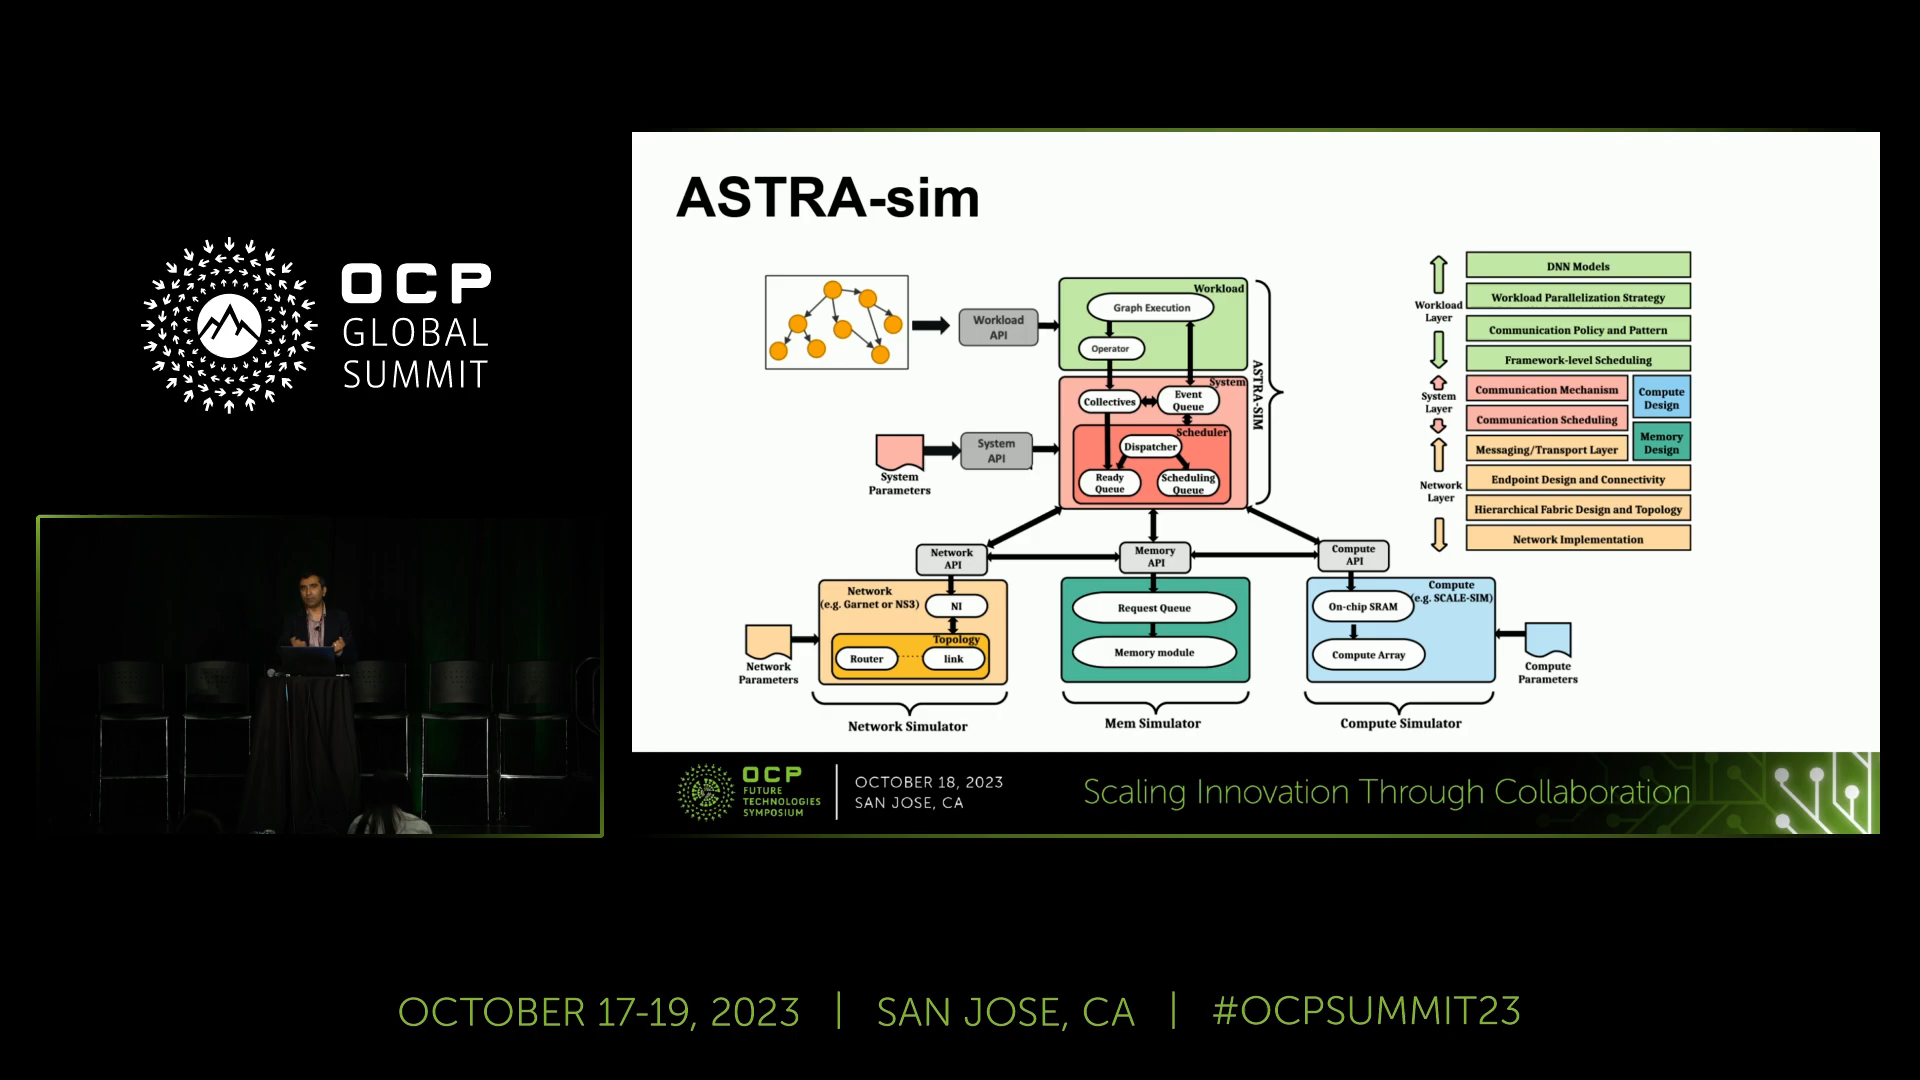 OCP
GLOBAL
SUMMIT
ASTRA-sim
Workload
API
Workload
Graph Execution
Operator
System
Collectives
Event
Queue
Scheduler
Dispatcher
Ready
Queue
Scheduling
Queue
ASTRA-SIM
System
Parameters
System
API
Network
API
Memory
API
Compute
API
Network
(e.g. Garnet or NS3)
NI
Topology
Router
link
Network
Parameters
Network Simulator
Request Queue
Memory module
Mem Simulator
Compute
(e.g. SCALE-SIM)
On-chip SRAM
Compute Array
Compute
Parameters
Compute Simulator
Workload
Layer
System
Layer
Network
Layer
DNN Models
Workload Parallelization Strategy
Communication Policy and Pattern
Framework-level Scheduling
Communication Mechanism
Communication Scheduling
Compute
Design
Memory
Design
Messaging/Transport Layer
Endpoint Design and Connectivity
Hierarchical Fabric Design and Topology
Network Implementation
OCP
FUTURE
TECHNOLOGIES
SYMPOSIUM
OCTOBER 18, 2023
SAN JOSE, CA
Scaling Innovation Through Collaboration
OCTOBER 17-19, 2023 | SAN JOSE, CA | #OCPSUMMIT23